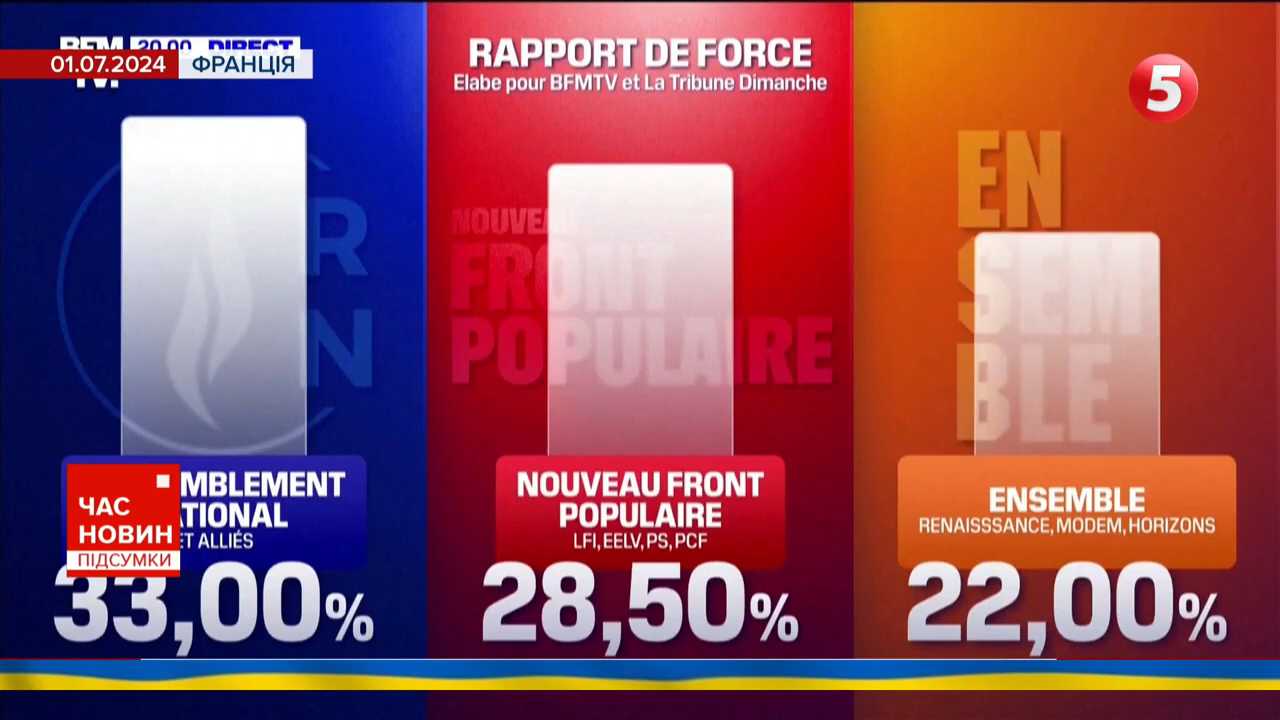 20.00 DIRECT
01.07.2024 ФРАНЦІЯ
RAPPORT DE FORCE
Elabe pour BFMTV et La Tribune Dimanche
5
RN
NOUVEAU
FRONT
POPULAIRE
EN
SEM
BLE
MBLEMENT
ATIONAL
ET ALLIÉS
33,00%
NOUVEAU FRONT
POPULAIRE
LFI, EELV, PS, PCF
28,50%
ENSEMBLE
RENAISSSANCE, MODEM, HORIZONS
22,00%
ЧАС
НОВИН
ПІДСУМКИ